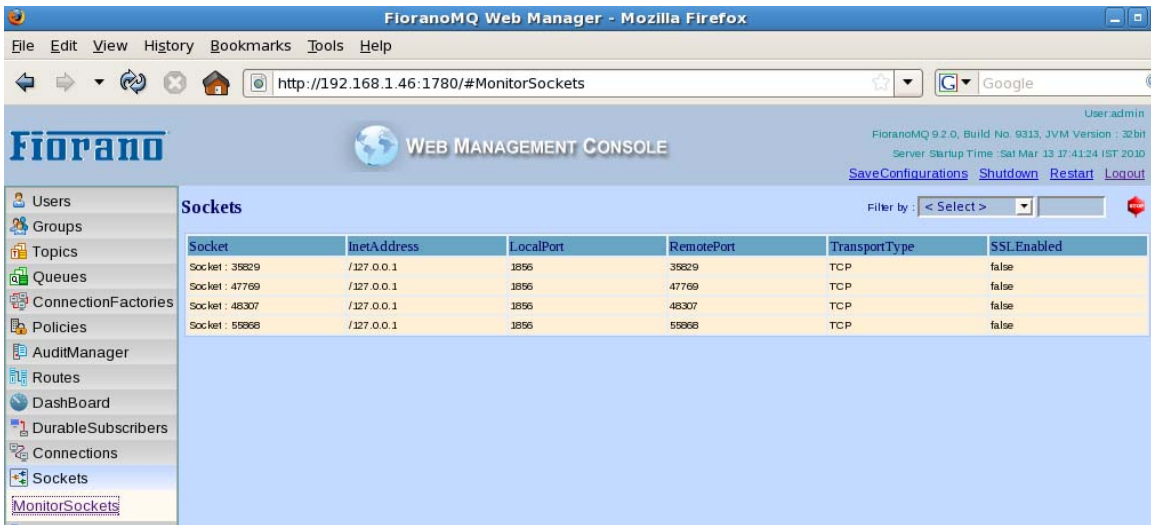 FioranoMQ Web Manager - Mozilla Firefox
File Edit View History Bookmarks Tools Help
http://192.168.1.46:1780/#MonitorSockets
G Google
User:admin
FioranoMQ 9.2.0, Build No. 9313, JVM Version : 32bit
Server Startup Time :Sat Mar 13 17:41:24 IST 2010
SaveConfigurations Shutdown Restart Logout
Fiorano
WEB MANAGEMENT CONSOLE
Users
Groups
Topics
Queues
ConnectionFactories
Policies
AuditManager
Routes
DashBoard
DurableSubscribers
Connections
Sockets
MonitorSockets
Sockets
Filter by : < Select >
STOP
Socket InetAddress LocalPort RemotePort TransportType SSLEnabled
Socket : 35829 /127.0.0.1 1856 35829 TCP false
Socket : 47769 /127.0.0.1 1856 47769 TCP false
Socket : 48307 /127.0.0.1 1856 48307 TCP false
Socket : 55868 /127.0.0.1 1856 55868 TCP false